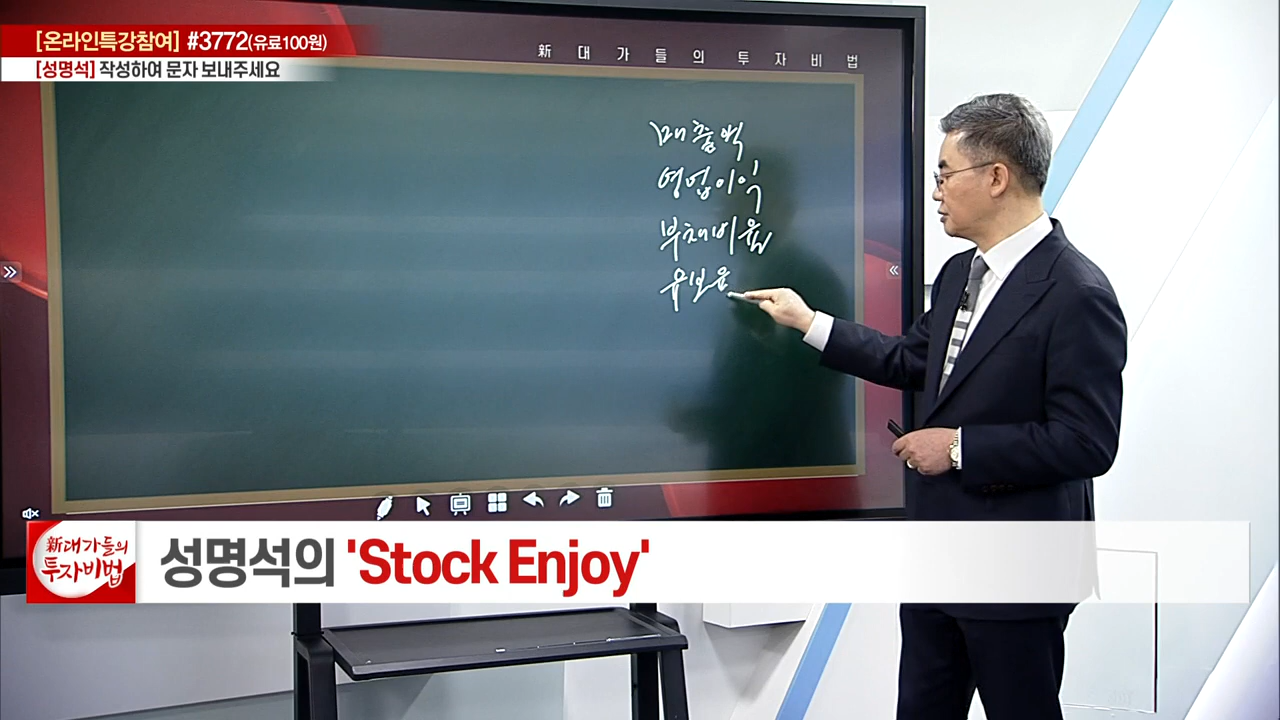 [온라인특강참여] #3772(유료100원)
[성명석] 작성하여 문자 보내주세요
新 대 가 들 의 투 자 비 법
매출액
영업이익
부채비율
유보율
新대가들의
투자비법
성명석의 'Stock Enjoy'